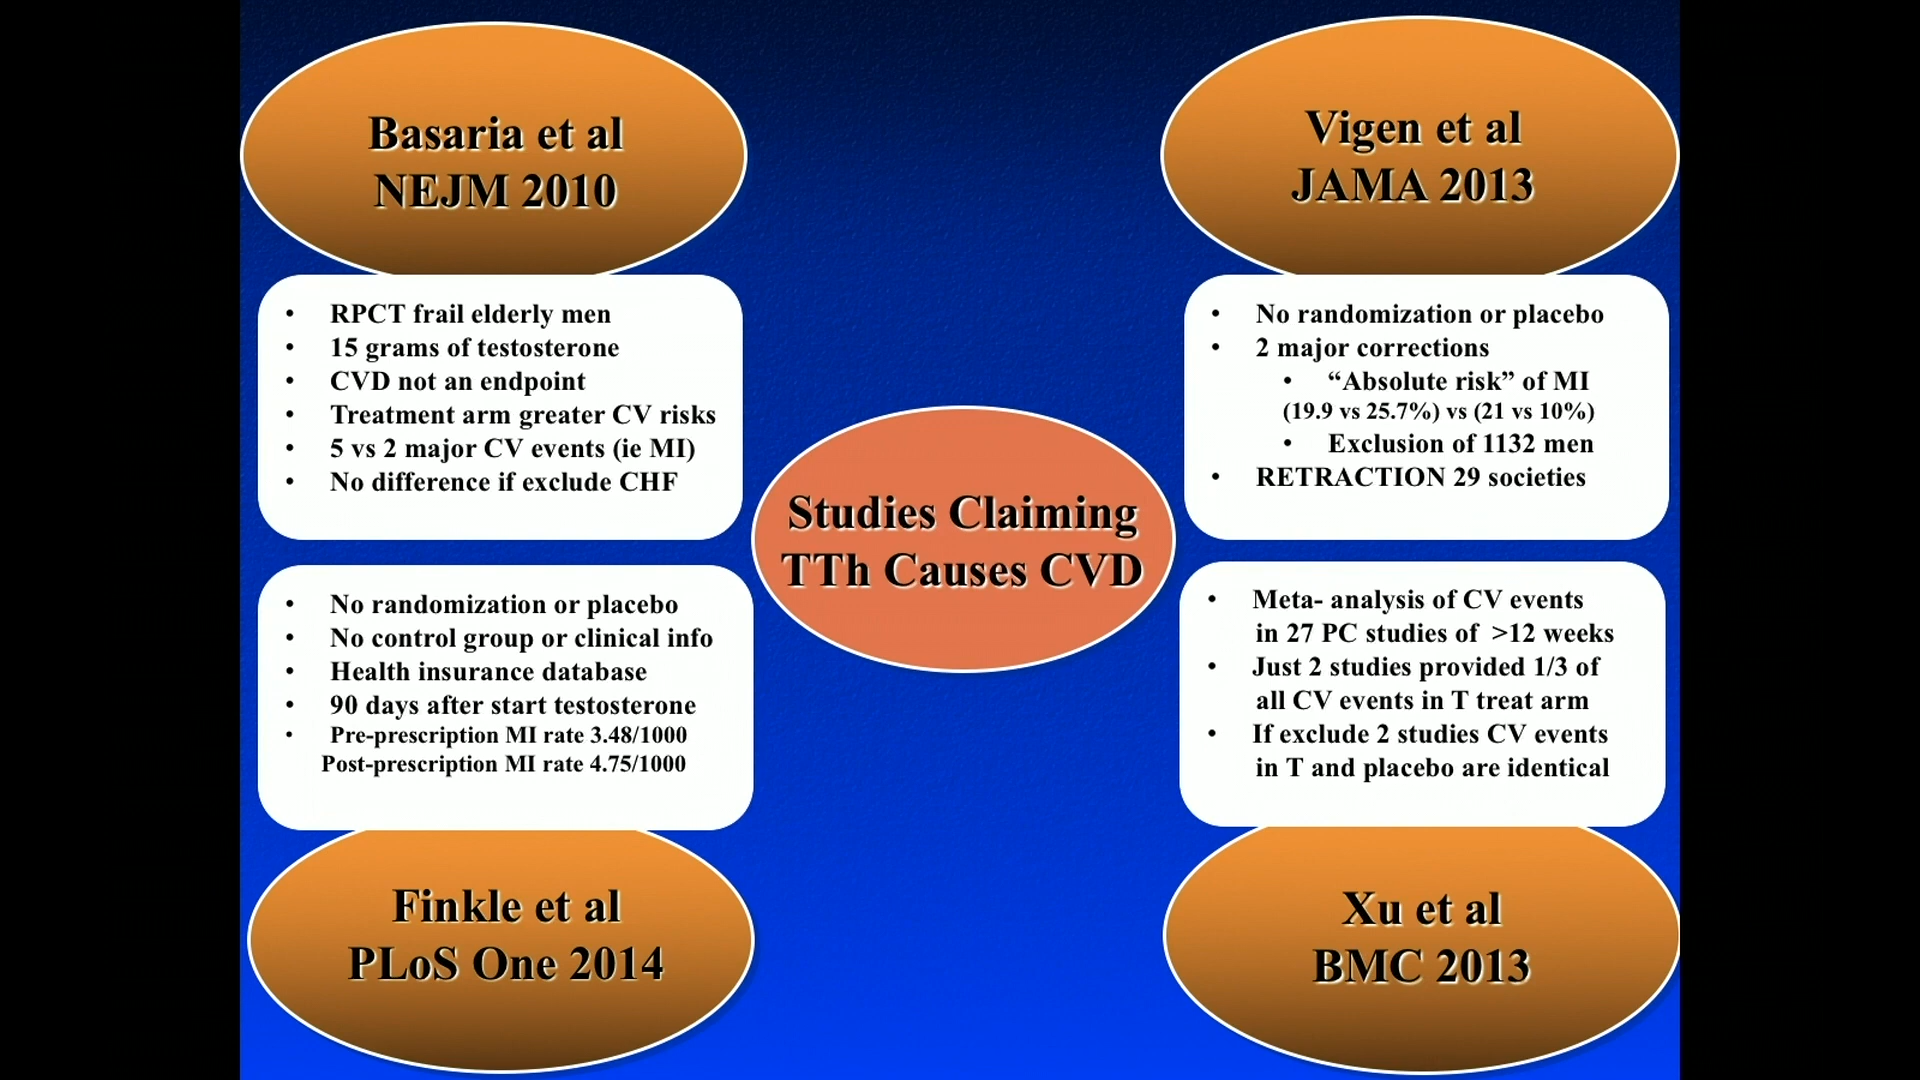 Basaria et al
NEJM 2010
• RPCT frail elderly men
• 15 grams of testosterone
• CVD not an endpoint
• Treatment arm greater CV risks
• 5 vs 2 major CV events (ie MI)
• No difference if exclude CHF
Vigen et al
JAMA 2013
• No randomization or placebo
• 2 major corrections
• “Absolute risk” of MI
(19.9 vs 25.7%) vs (21 vs 10%)
• Exclusion of 1132 men
• RETRACTION 29 societies
Studies Claiming
TTh Causes CVD
• No randomization or placebo
• No control group or clinical info
• Health insurance database
• 90 days after start testosterone
• Pre-prescription MI rate 3.48/1000
Post-prescription MI rate 4.75/1000
Finkle et al
PLoS One 2014
• Meta- analysis of CV events
in 27 PC studies of >12 weeks
• Just 2 studies provided 1/3 of
all CV events in T treat arm
• If exclude 2 studies CV events
in T and placebo are identical
Xu et al
BMC 2013